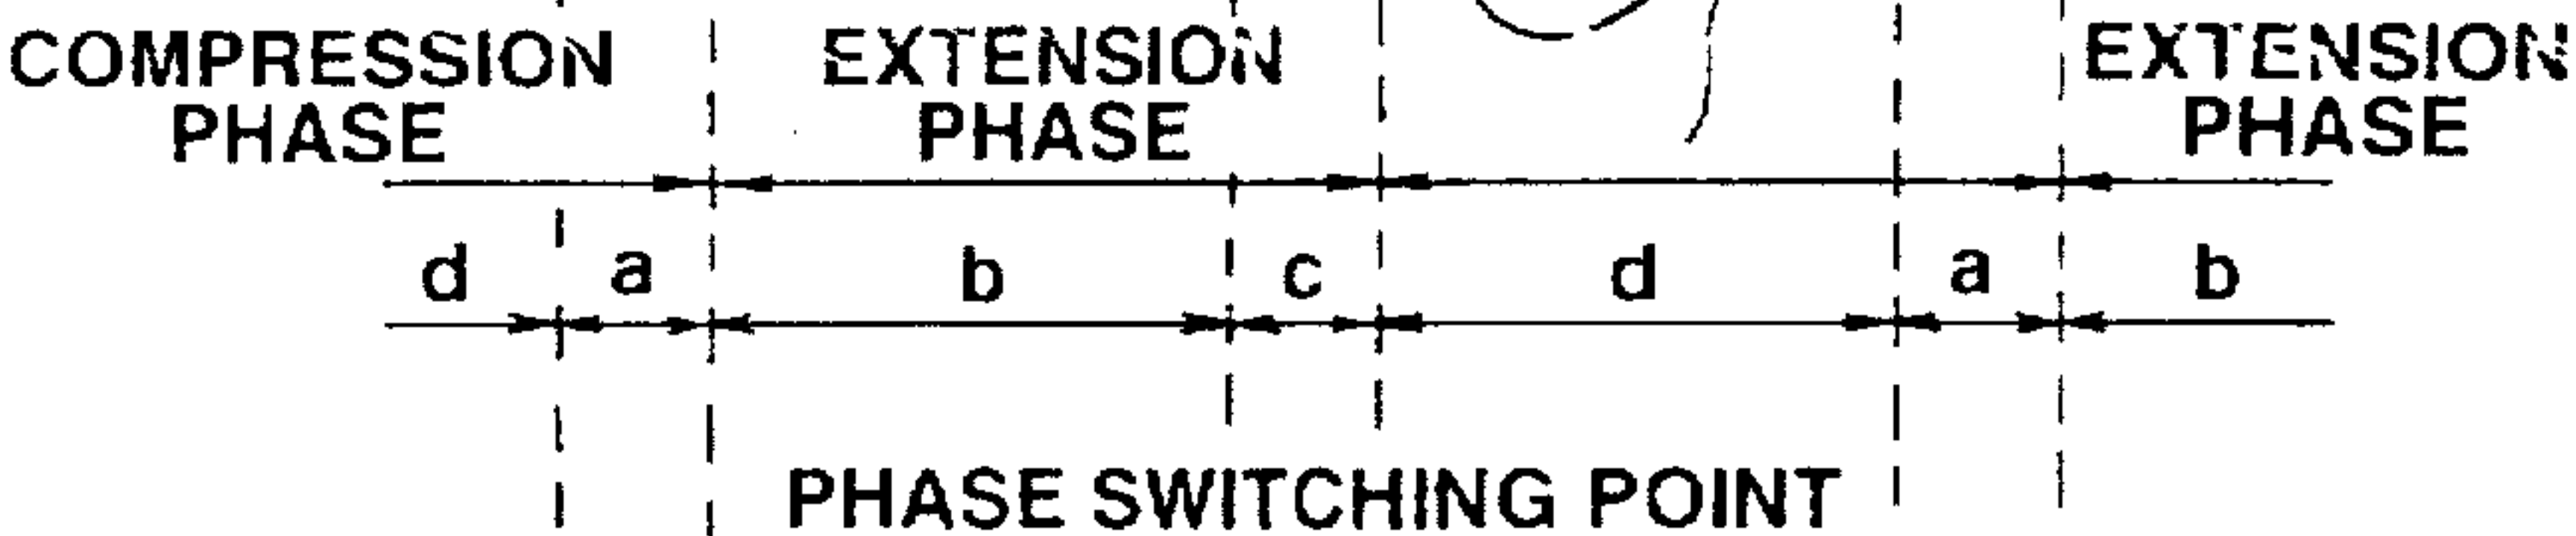 COMPRESSION EXTENSION EXTENSION
PHASE PHASE PHASE
d a b c d a b
PHASE SWITCHING POINT